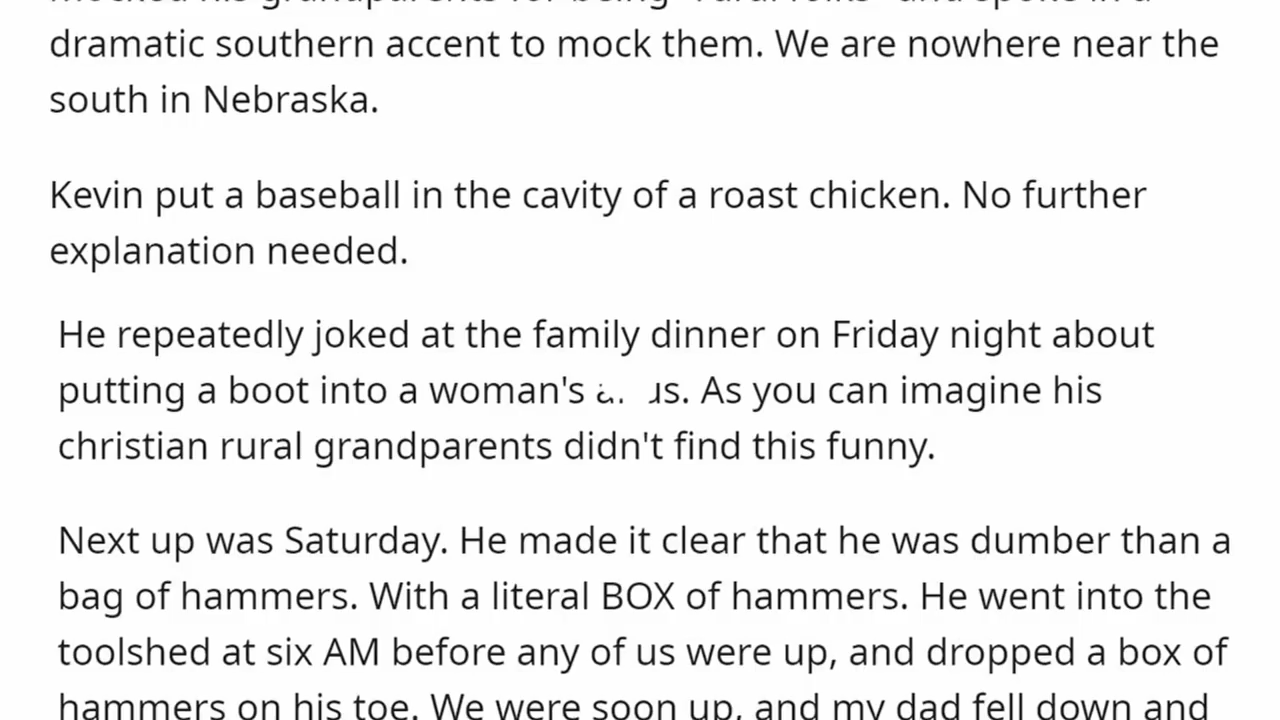 dramatic southern accent to mock them. We are nowhere near the
south in Nebraska.
Kevin put a baseball in the cavity of a roast chicken. No further
explanation needed.
He repeatedly joked at the family dinner on Friday night about
putting a boot into a woman's As you can imagine his
christian rural grandparents didn't find this funny.
Next up was Saturday. He made it clear that he was dumber than a
bag of hammers. With a literal BOX of hammers. He went into the
toolshed at six AM before any of us were up, and dropped a box of
hammers on his toe. We were soon up, and my dad fell down and